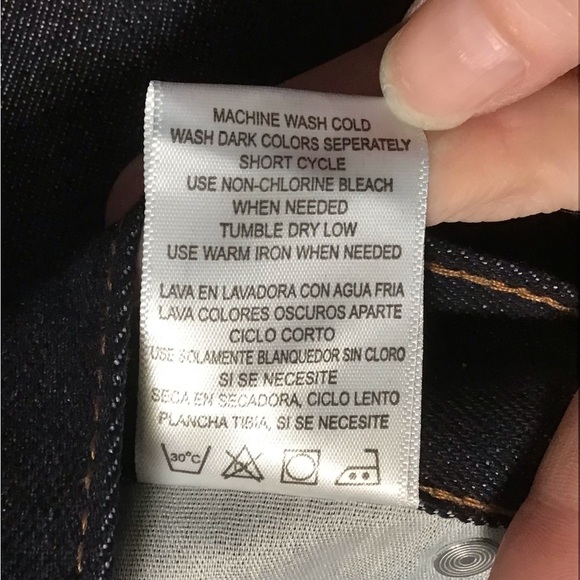 MACHINE WASH COLD
WASH DARK COLORS SEPERATELY
SHORT CYCLE
USE NON-CHLORINE BLEACH
WHEN NEEDED
TUMBLE DRY LOW
USE WARM IRON WHEN NEEDED
LAVA EN LAVADORA CON AGUA FRIA
LAVA COLORES OSCUROS APARTE
CICLO CORTO
USE SOLAMENTE BLANQUEDOR SIN CLORO
SI SE NECESITE
SECA EN SECADORA, CICLO LENTO
PLANCHA TIBIA, SI SE NECESITE
30°C